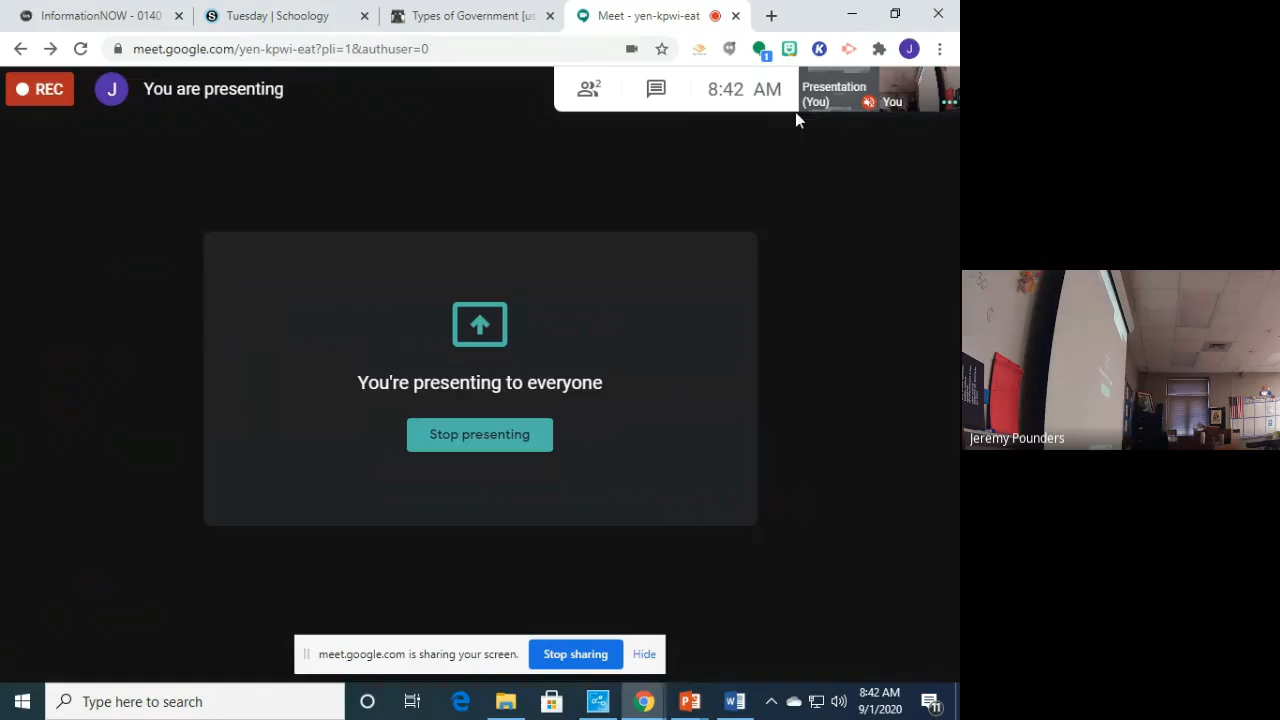 InformationNOW - 0140
Tuesday | Schoology
Types of Government [us
Meet - yen-kpwi-eat
meet.google.com/yen-kpwi-eat?pli=1&authuser=0
1
K
J
REC
J
You are presenting
2
8:42 AM
Presentation
(You)
You
You're presenting to everyone
Stop presenting
Jeremy Pounders
meet.google.com is sharing your screen.
Stop sharing
Hide
Type here to search
8:42 AM
9/1/2020
11